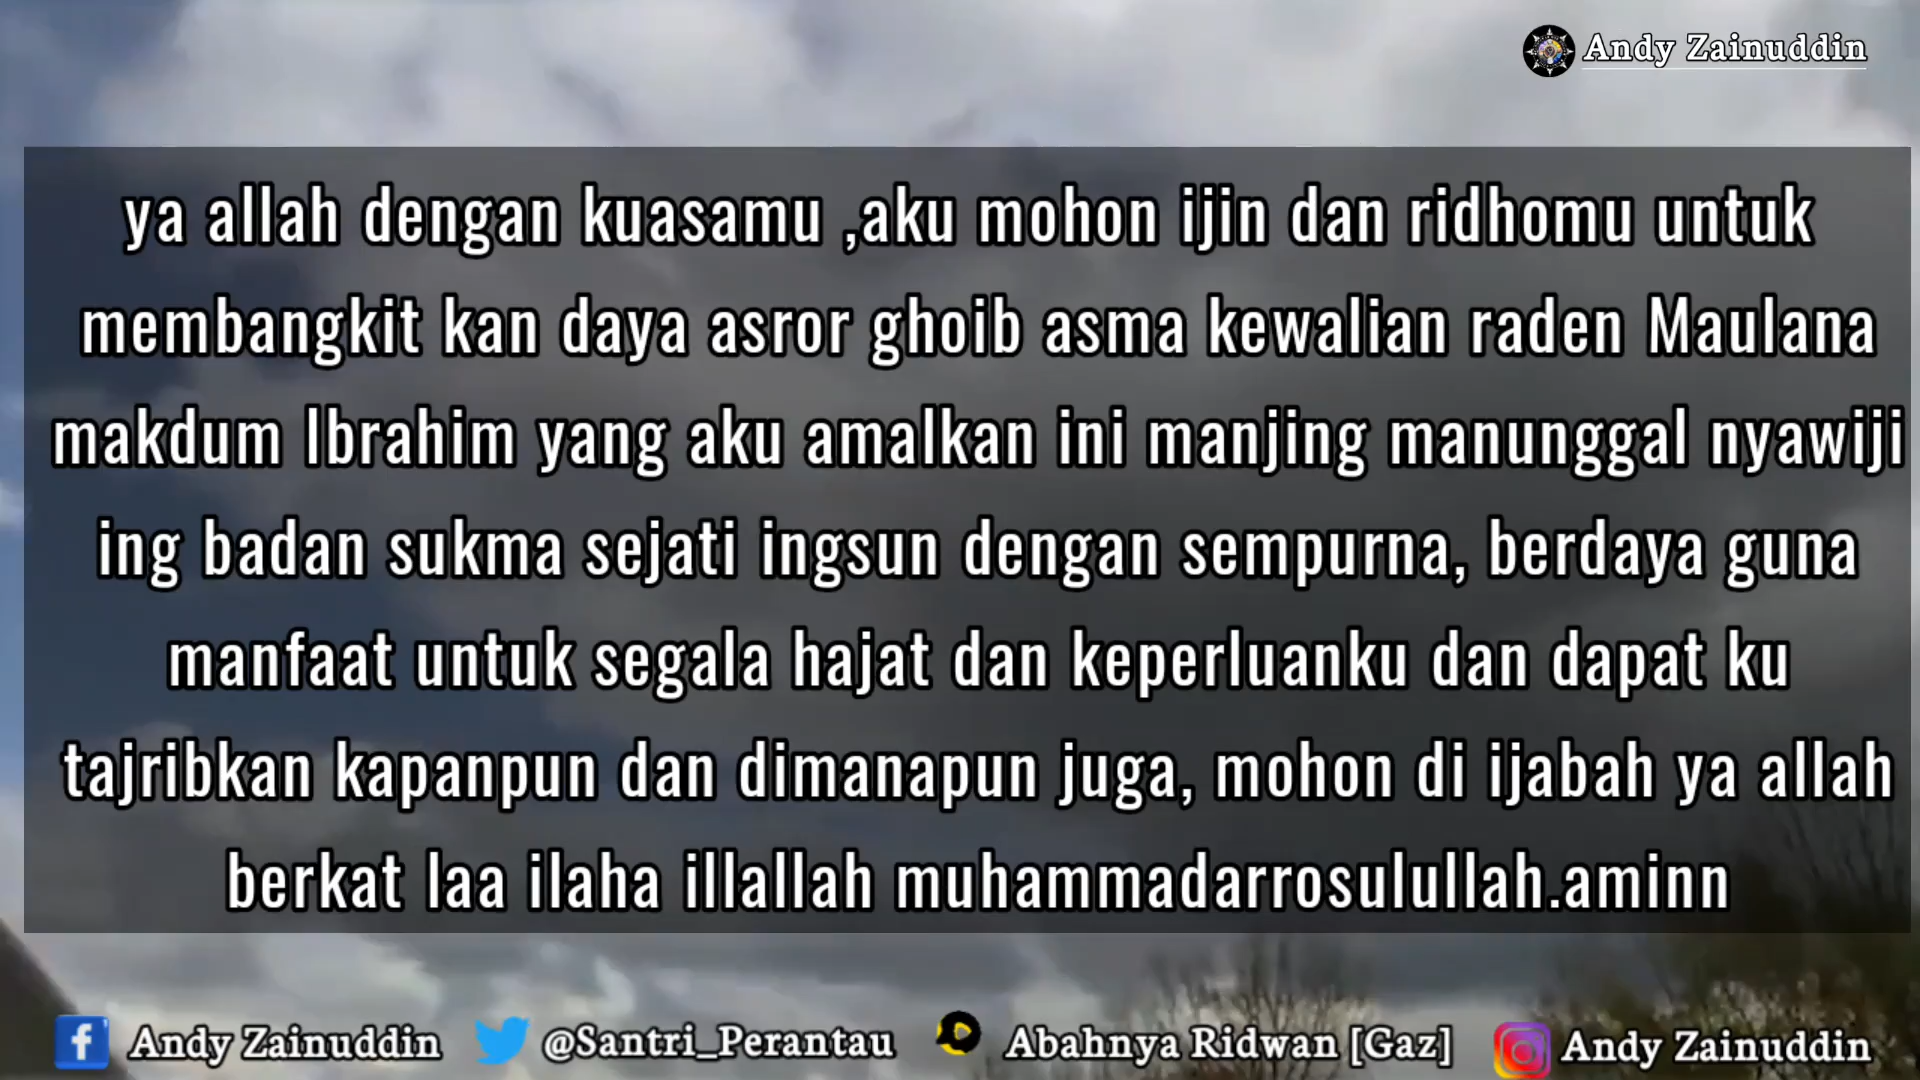 Andy Zainuddin
ya allah dengan kuasamu ,aku mohon ijin dan ridhomu untuk
membangkit kan daya asror ghoib asma kewalian raden Maulana
makdum Ibrahim yang aku amalkan ini manjing manunggal nyawiji
ing badan sukma sejati ingsun dengan sempurna, berdaya guna
manfaat untuk segala hajat dan keperluanku dan dapat ku
tajribkan kapanpun dan dimanapun juga, mohon di ijabah ya allah
berkat laa ilaha illallah muhammadarrosulullah.aminn
Andy Zainuddin @Santri_Perantau Abahnya Ridwan [Gaz] Andy Zainuddin